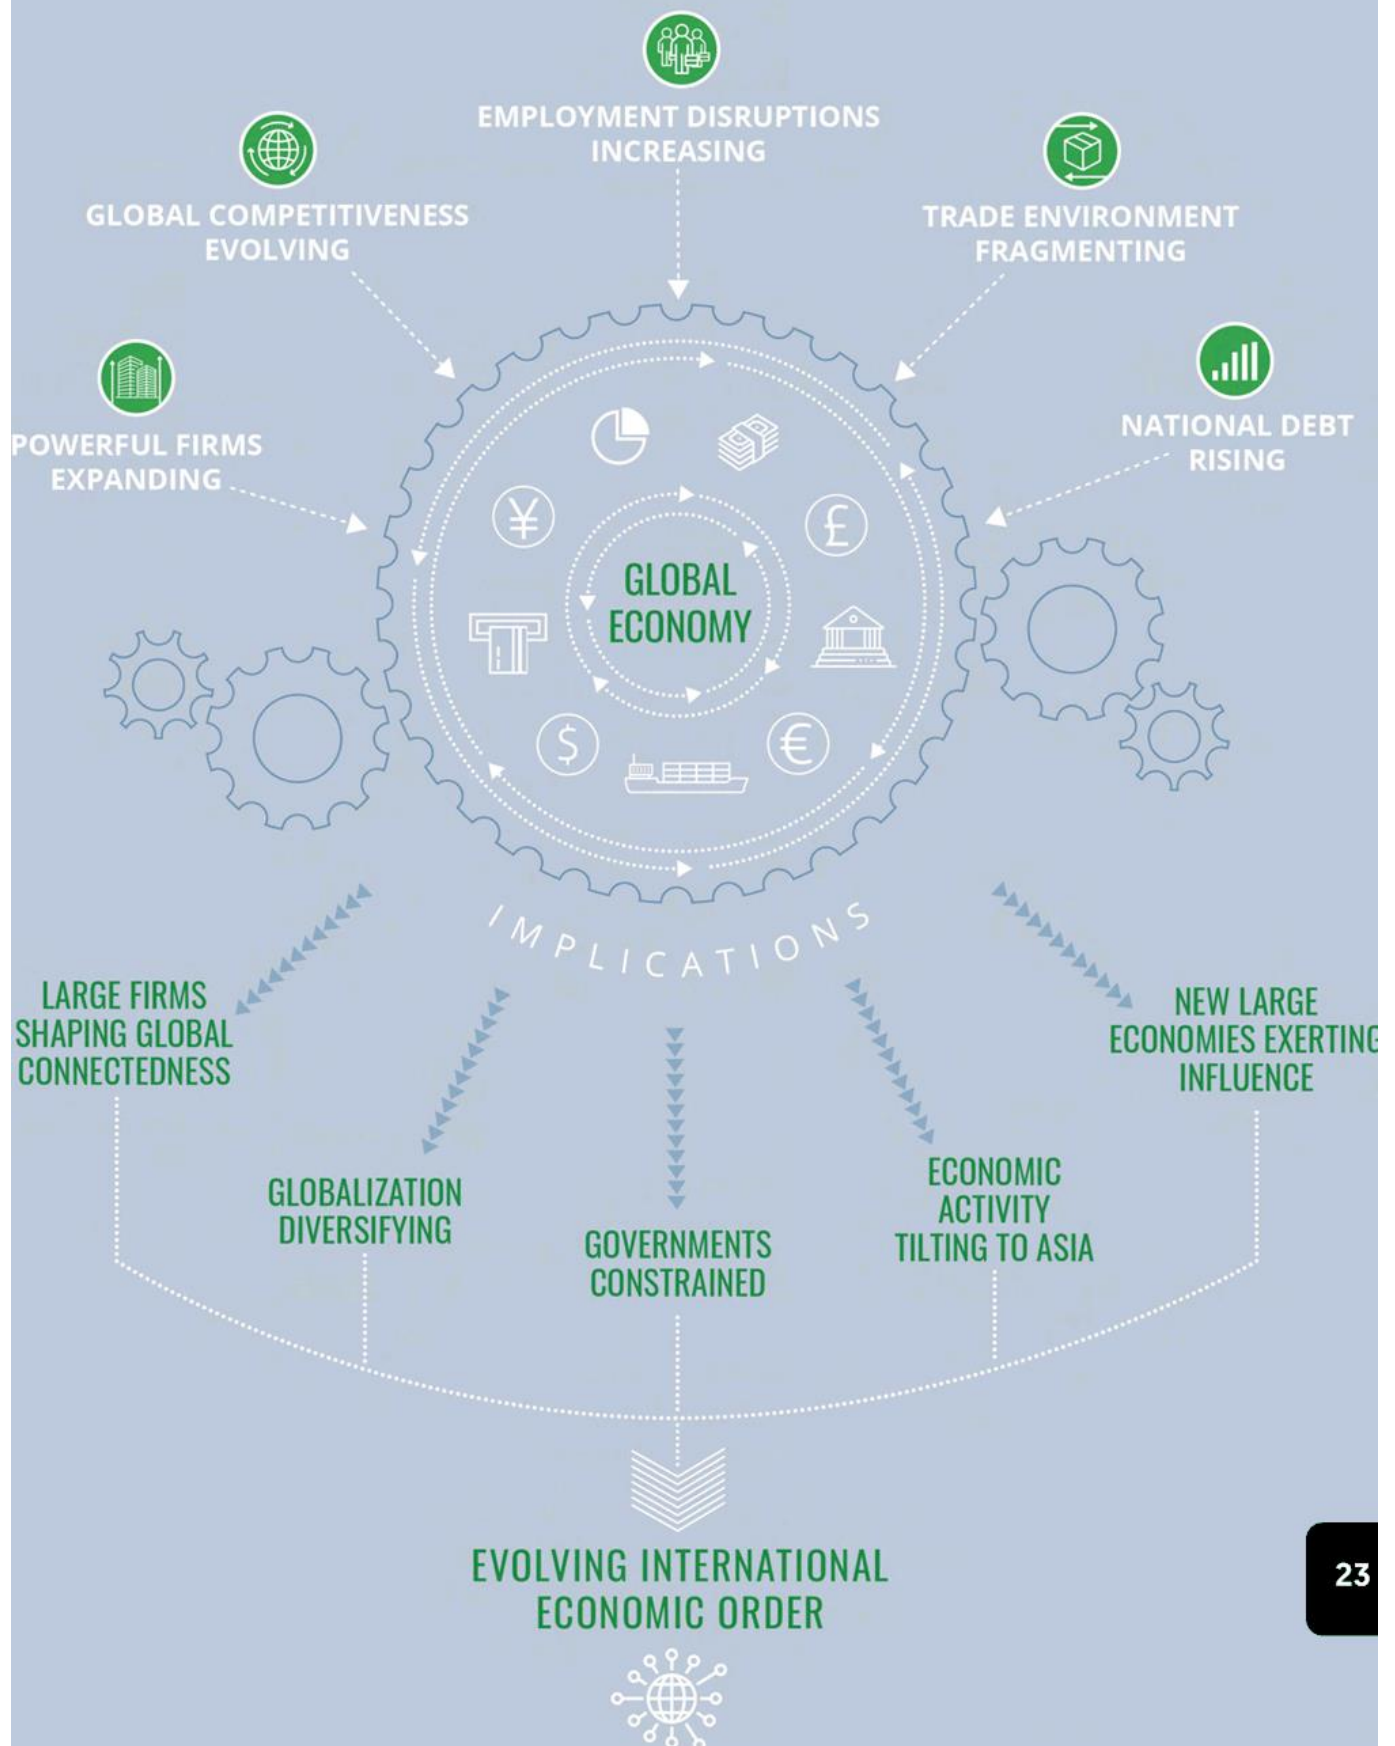 EMPLOYMENT DISRUPTIONS
INCREASING
GLOBAL COMPETITIVENESS
EVOLVING
TRADE ENVIRONMENT
FRAGMENTING
POWERFUL FIRMS
EXPANDING
NATIONAL DEBT
RISING
¥
£
GLOBAL
ECONOMY
$
€
IMPLICATIONS
LARGE FIRMS
SHAPING GLOBAL
CONNECTEDNESS
NEW LARGE
ECONOMIES EXERTING
INFLUENCE
GLOBALIZATION
DIVERSIFYING
ECONOMIC
ACTIVITY
TILTING TO ASIA
GOVERNMENTS
CONSTRAINED
EVOLVING INTERNATIONAL
ECONOMIC ORDER
23